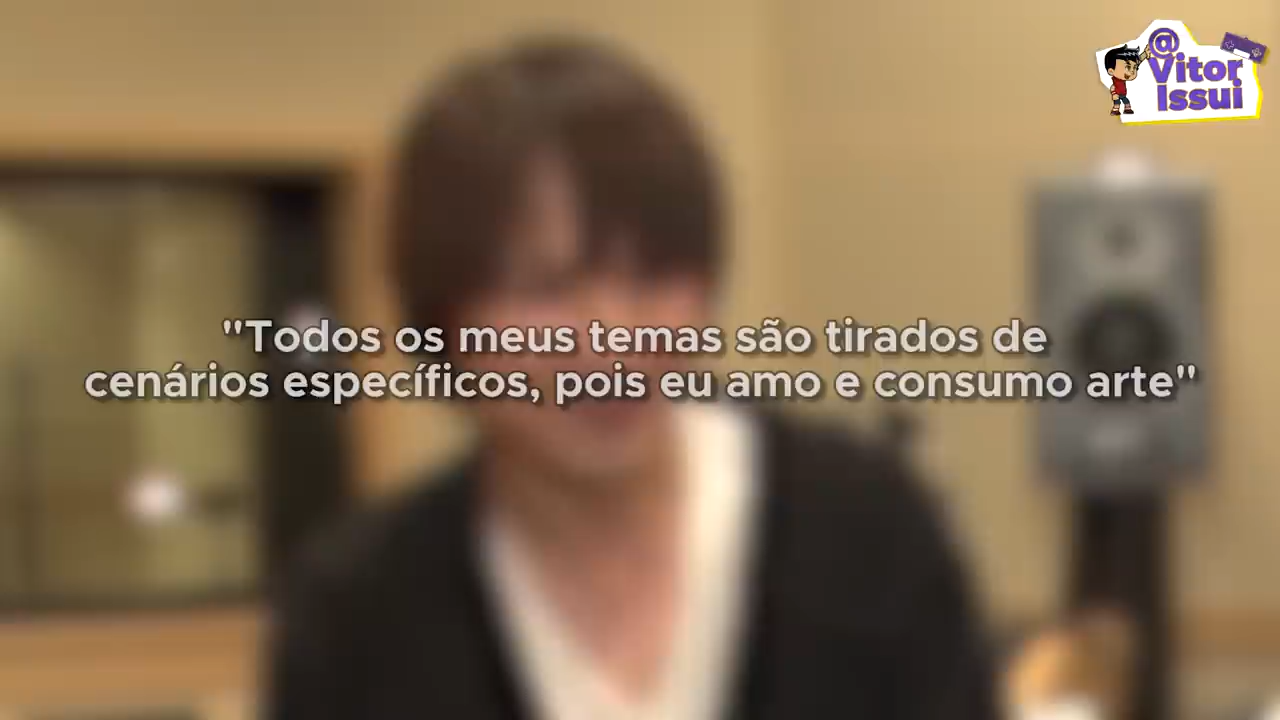 @
Vitor
Issui
"Todos os meus temas são tirados de
cenários específicos, pois eu amo e consumo arte"